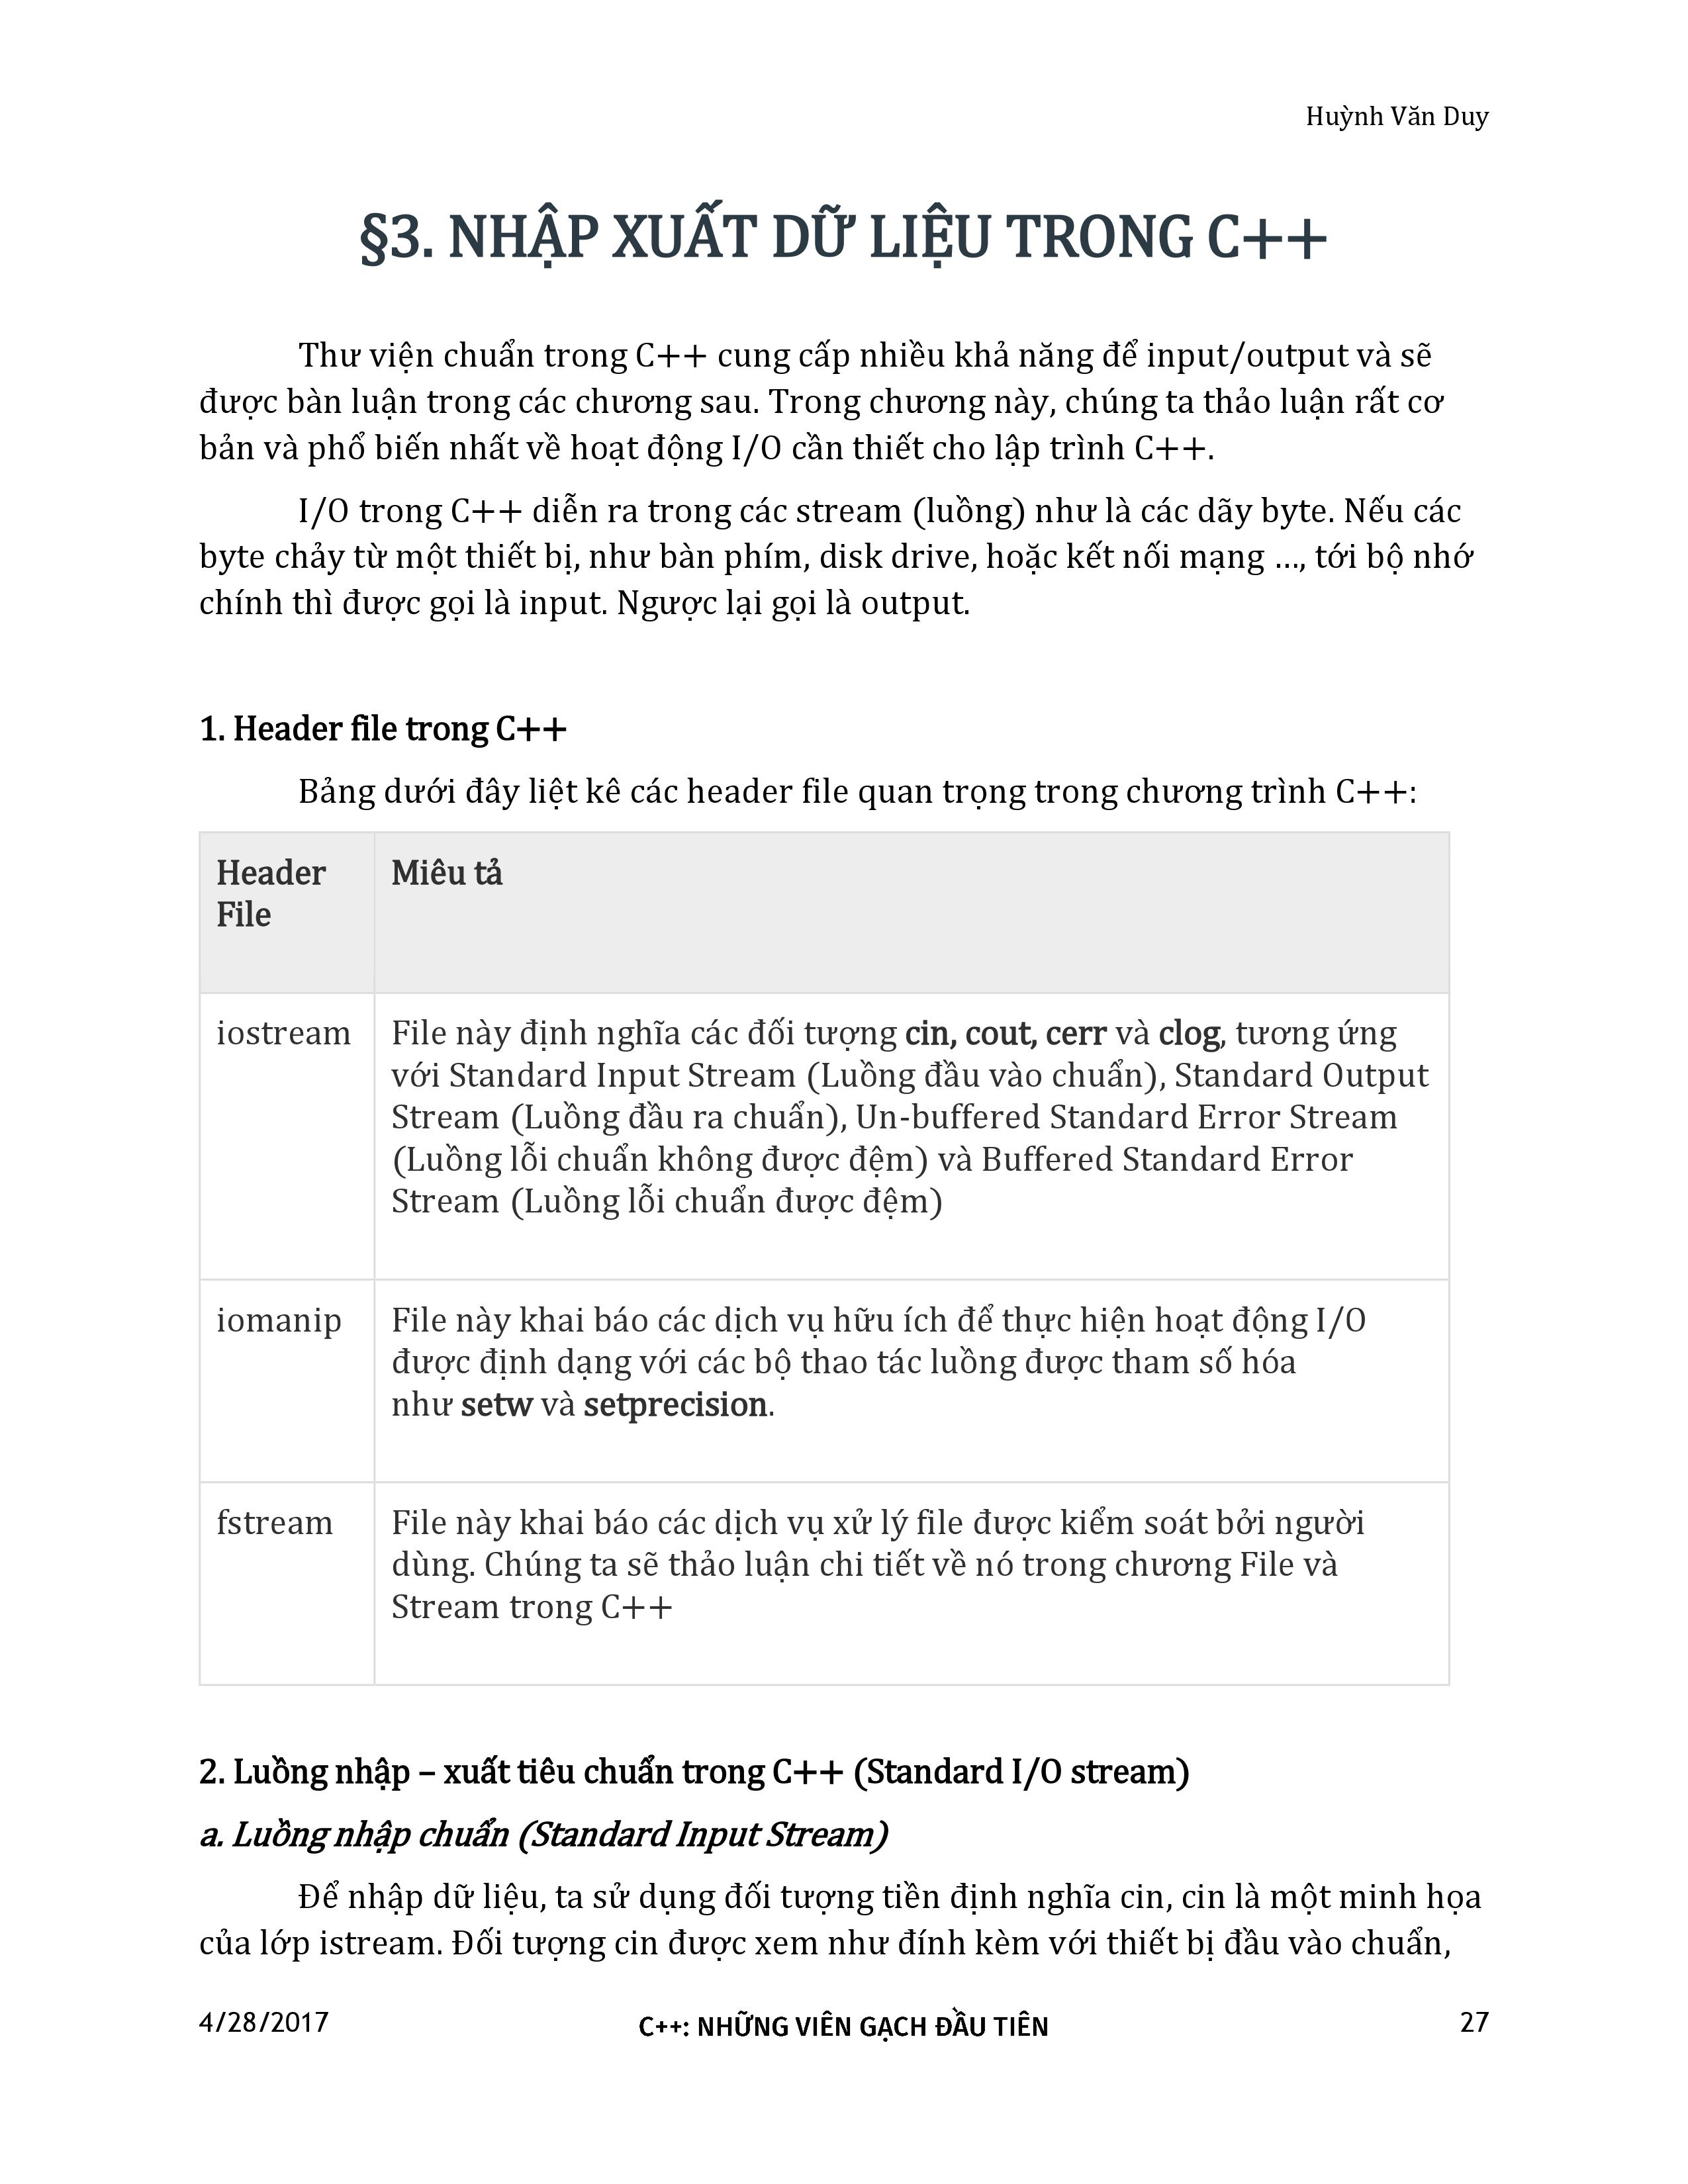 Huỳnh Văn Duy
§3. NHẬP XUẤT DỮ LIỆU TRONG C++
Thư viện chuẩn trong C++ cung cấp nhiều khả năng để input/output và sẽ
được bàn luận trong các chương sau. Trong chương này, chúng ta thảo luận rất cơ
bản và phổ biến nhất về hoạt động I/O cần thiết cho lập trình C++.
I/O trong C++ diễn ra trong các stream (luồng) như là các dãy byte. Nếu các
byte chảy từ một thiết bị, như bàn phím, disk drive, hoặc kết nối mạng …, tới bộ nhớ
chính thì được gọi là input. Ngược lại gọi là output.
1. Header file trong C++
Bảng dưới đây liệt kê các header file quan trọng trong chương trình C++:
Header
File
Miêu tả
iostream
File này định nghĩa các đối tượng cin, cout, cerr và clog, tương ứng
với Standard Input Stream (Luồng đầu vào chuẩn), Standard Output
Stream (Luồng đầu ra chuẩn), Un-buffered Standard Error Stream
(Luồng lỗi chuẩn không được đệm) và Buffered Standard Error
Stream (Luồng lỗi chuẩn được đệm)
iomanip
File này khai báo các dịch vụ hữu ích để thực hiện hoạt động I/O
được định dạng với các bộ thao tác luồng được tham số hóa
như setw và setprecision.
fstream
File này khai báo các dịch vụ xử lý file được kiểm soát bởi người
dùng. Chúng ta sẽ thảo luận chi tiết về nó trong chương File và
Stream trong C++
2. Luồng nhập – xuất tiêu chuẩn trong C++ (Standard I/O stream)
a. Luồng nhập chuẩn (Standard Input Stream)
Để nhập dữ liệu, ta sử dụng đối tượng tiền định nghĩa cin, cin là một minh họa
của lớp istream. Đối tượng cin được xem như đính kèm với thiết bị đầu vào chuẩn,
4/28/2017
C++: NHỮNG VIÊN GẠCH ĐẦU TIÊN
27